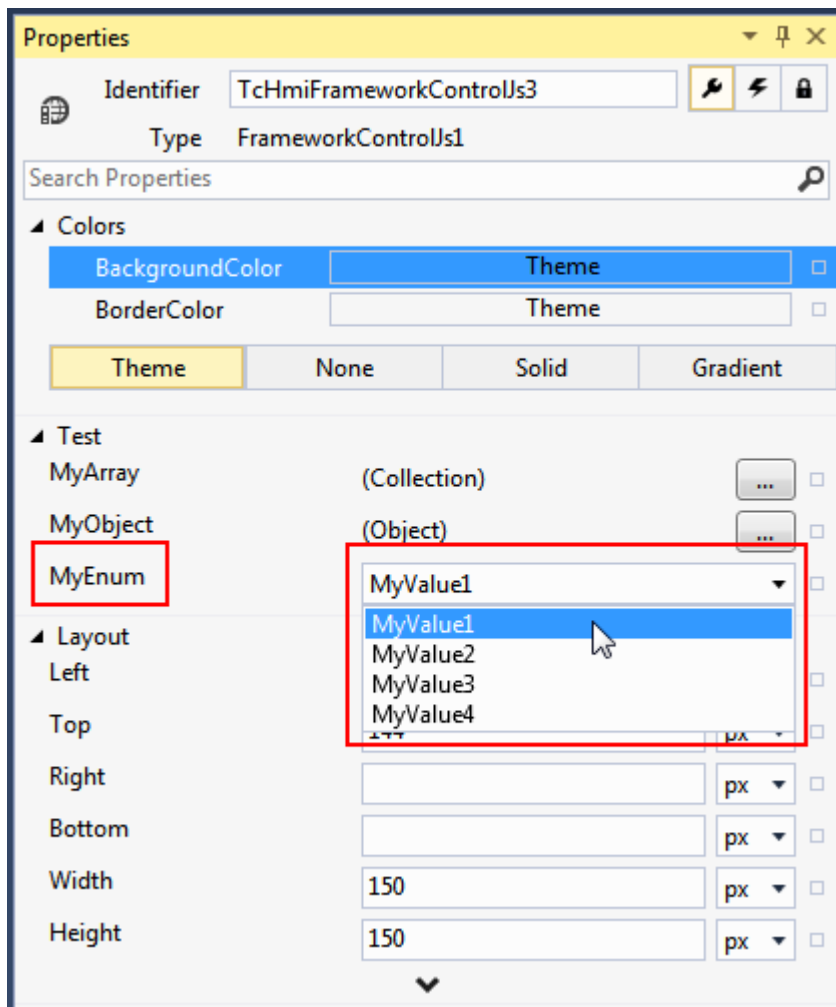 Properties
Identifier TcHmiFrameworkControlJs3
Type FrameworkControlJs1
Search Properties
Colors
BackgroundColor Theme
BorderColor Theme
Theme None Solid Gradient
Test
MyArray (Collection) ...
MyObject (Object) ...
MyEnum MyValue1
MyValue1
MyValue2
MyValue3
MyValue4
Layout
Left
Top 144 px
Right px
Bottom px
Width 150 px
Height 150 px